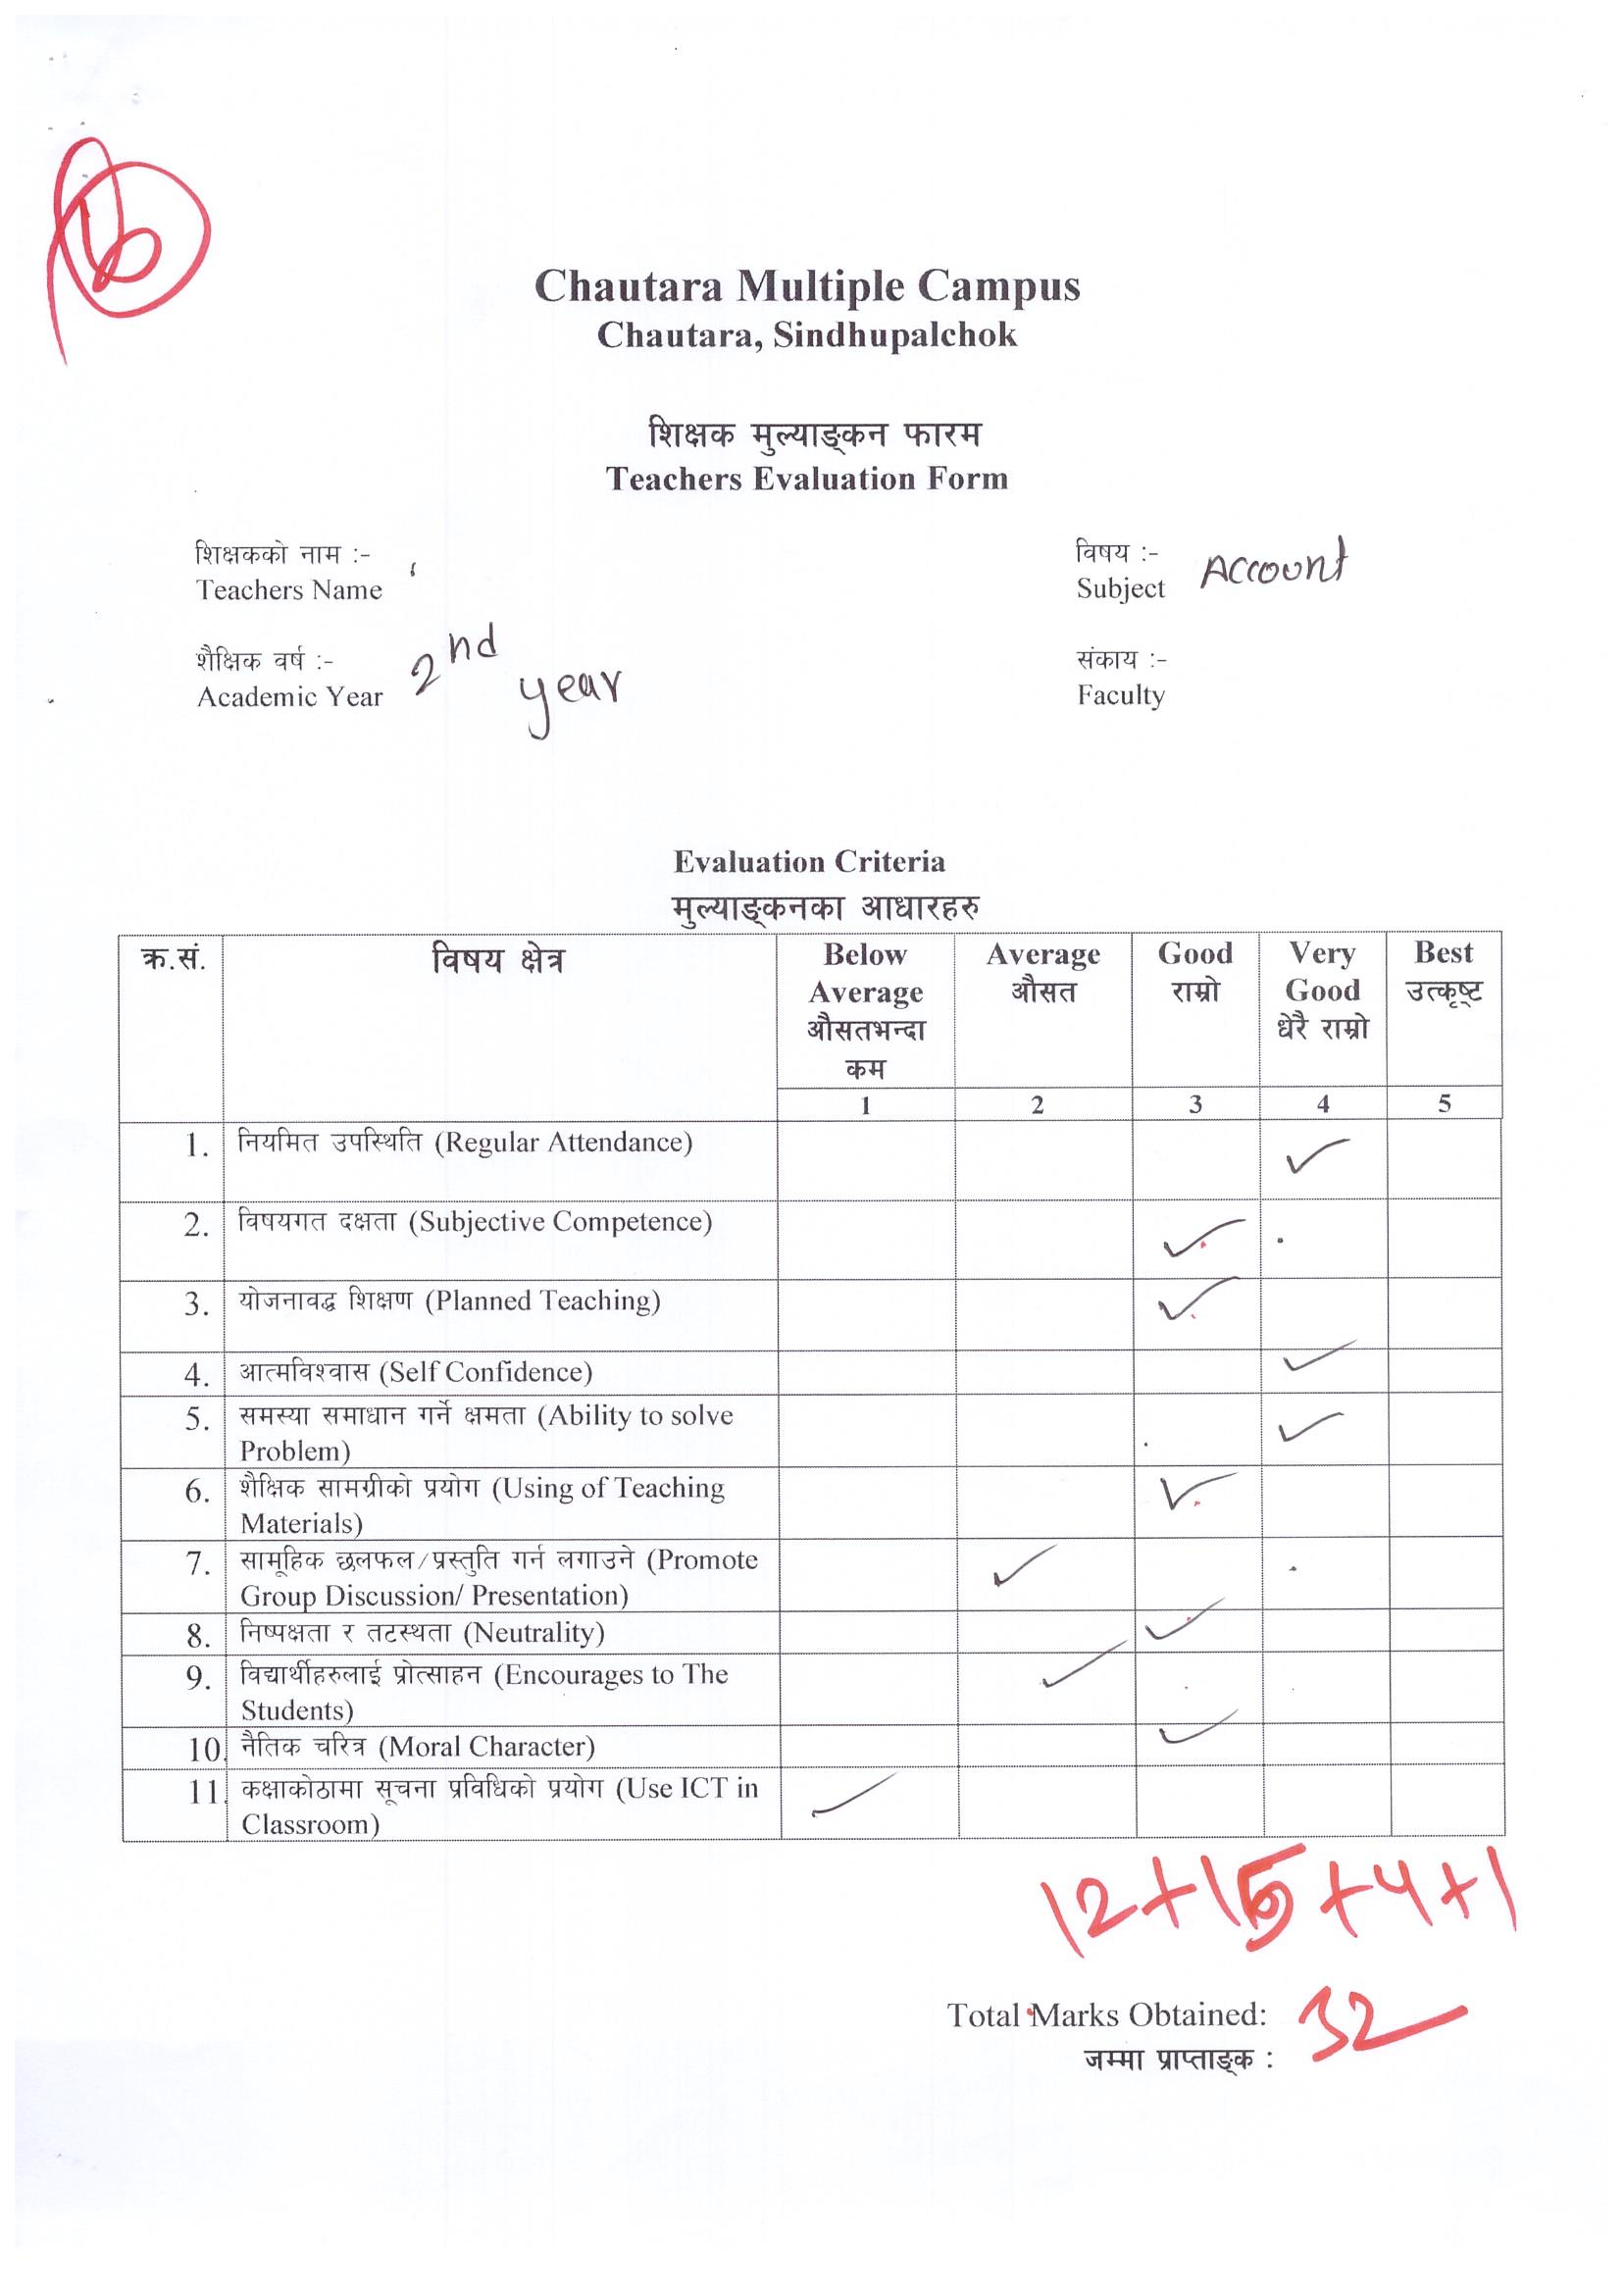 Chautara Multiple Campus
Chautara, Sindhupalchok
शिक्षक मुल्याङ्कन फारम
Teachers Evaluation Form
शिक्षकको नाम :-
Teachers Name
विषय :-
Subject Account
शैक्षिक वर्ष :-
Academic Year 2nd year
संकाय :-
Faculty
Evaluation Criteria
मुल्याङ्कनका आधारहरु
क्र.सं. विषय क्षेत्र Below Average औसतभन्दा कम Average औसत Good राम्रो Very Good धेरै राम्रो Best उत्कृष्ट
1 2 3 4 5
1. नियमित उपस्थिति (Regular Attendance) ✓
2. विषयगत दक्षता (Subjective Competence) ✓
3. योजनावद्ध शिक्षण (Planned Teaching) ✓
4. आत्मविश्वास (Self Confidence) ✓
5. समस्या समाधान गर्ने क्षमता (Ability to solve
Problem) ✓
6. शैक्षिक सामग्रीको प्रयोग (Using of Teaching
Materials) ✓
7. सामूहिक छलफल/प्रस्तुति गर्न लगाउने (Promote
Group Discussion/ Presentation) ✓
8. निष्पक्षता र तटस्थता (Neutrality) ✓
9. विद्यार्थीहरुलाई प्रोत्साहन (Encourages to The
Students) ✓
10. नैतिक चरित्र (Moral Character) ✓
11. कक्षाकोठामा सूचना प्रविधिको प्रयोग (Use ICT in
Classroom) ✓
12+15+4+1
Total Marks Obtained: 32
जम्मा प्राप्ताङ्क :